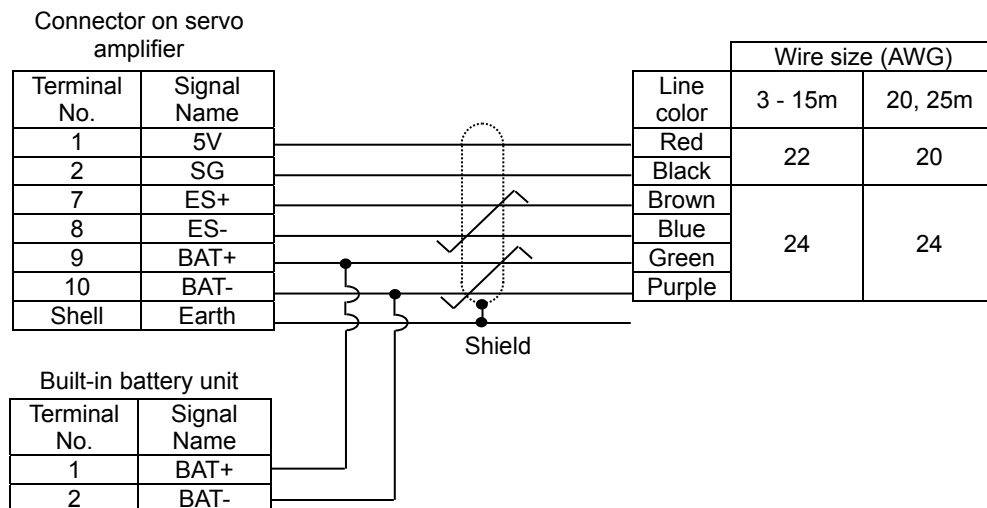 Connector on servo
amplifier
Terminal No. Signal Name
1 5V
2 SG
7 ES+
8 ES-
9 BAT+
10 BAT-
Shell Earth
Shield
Wire size (AWG)
Line color 3 - 15m 20, 25m
Red 22 20
Black
Brown 24 24
Blue
Green
Purple
Built-in battery unit
Terminal No. Signal Name
1 BAT+
2 BAT-